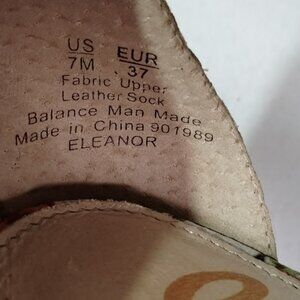 US EUR
7M 37
Fabric Upper
Leather Sock
Balance Man Made
Made in China 901989
ELEANOR